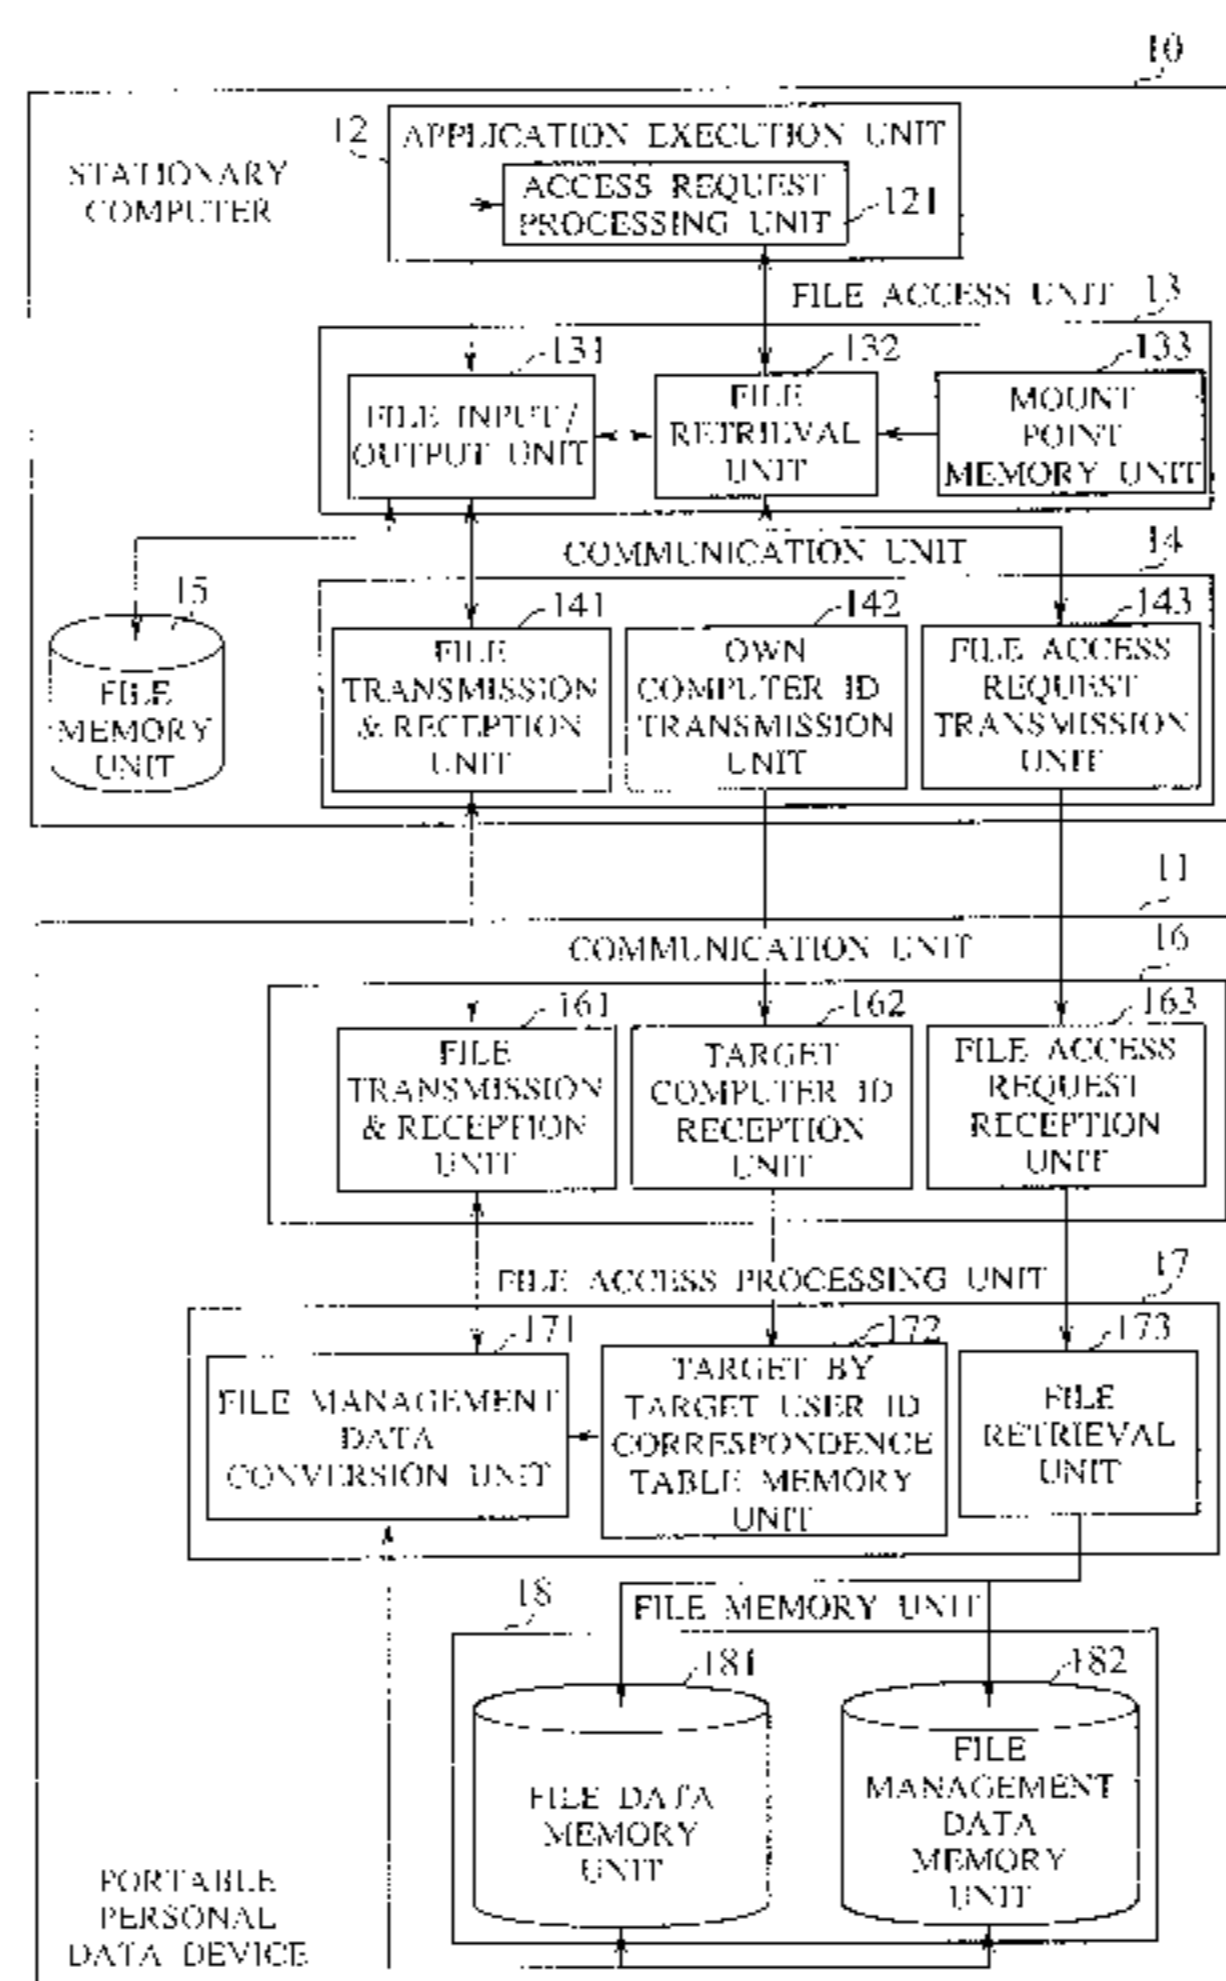 10
12
APPLICATION EXECUTION UNIT
STATIONARY
COMPUTER
ACCESS REQUEST
PROCESSING UNIT
121
FILE ACCESS UNIT
13
131
132
133
FILE INPUT/
OUTPUT UNIT
FILE
RETRIEVAL
UNIT
MOUNT
POINT
MEMORY UNIT
COMMUNICATION UNIT
14
15
141
142
143
FILE
MEMORY
UNIT
FILE
TRANSMISSION
& RECEPTION
UNIT
OWN
COMPUTER ID
TRANSMISSION
UNIT
FILE ACCESS
REQUEST
TRANSMISSION
UNIT
11
COMMUNICATION UNIT
16
161
162
163
FILE
TRANSMISSION
& RECEPTION
UNIT
TARGET
COMPUTER ID
RECEPTION
UNIT
FILE ACCESS
REQUEST
RECEPTION
UNIT
FILE ACCESS PROCESSING UNIT
17
171
172
173
FILE MANAGEMENT
DATA
CONVERSION UNIT
TARGET BY
TARGET USER ID
CORRESPONDENCE
TABLE MEMORY
UNIT
FILE
RETRIEVAL
UNIT
18
FILE MEMORY UNIT
181
182
FILE DATA
MEMORY
UNIT
FILE
MANAGEMENT
DATA
MEMORY
UNIT
PORTABLE
PERSONAL
DATA DEVICE